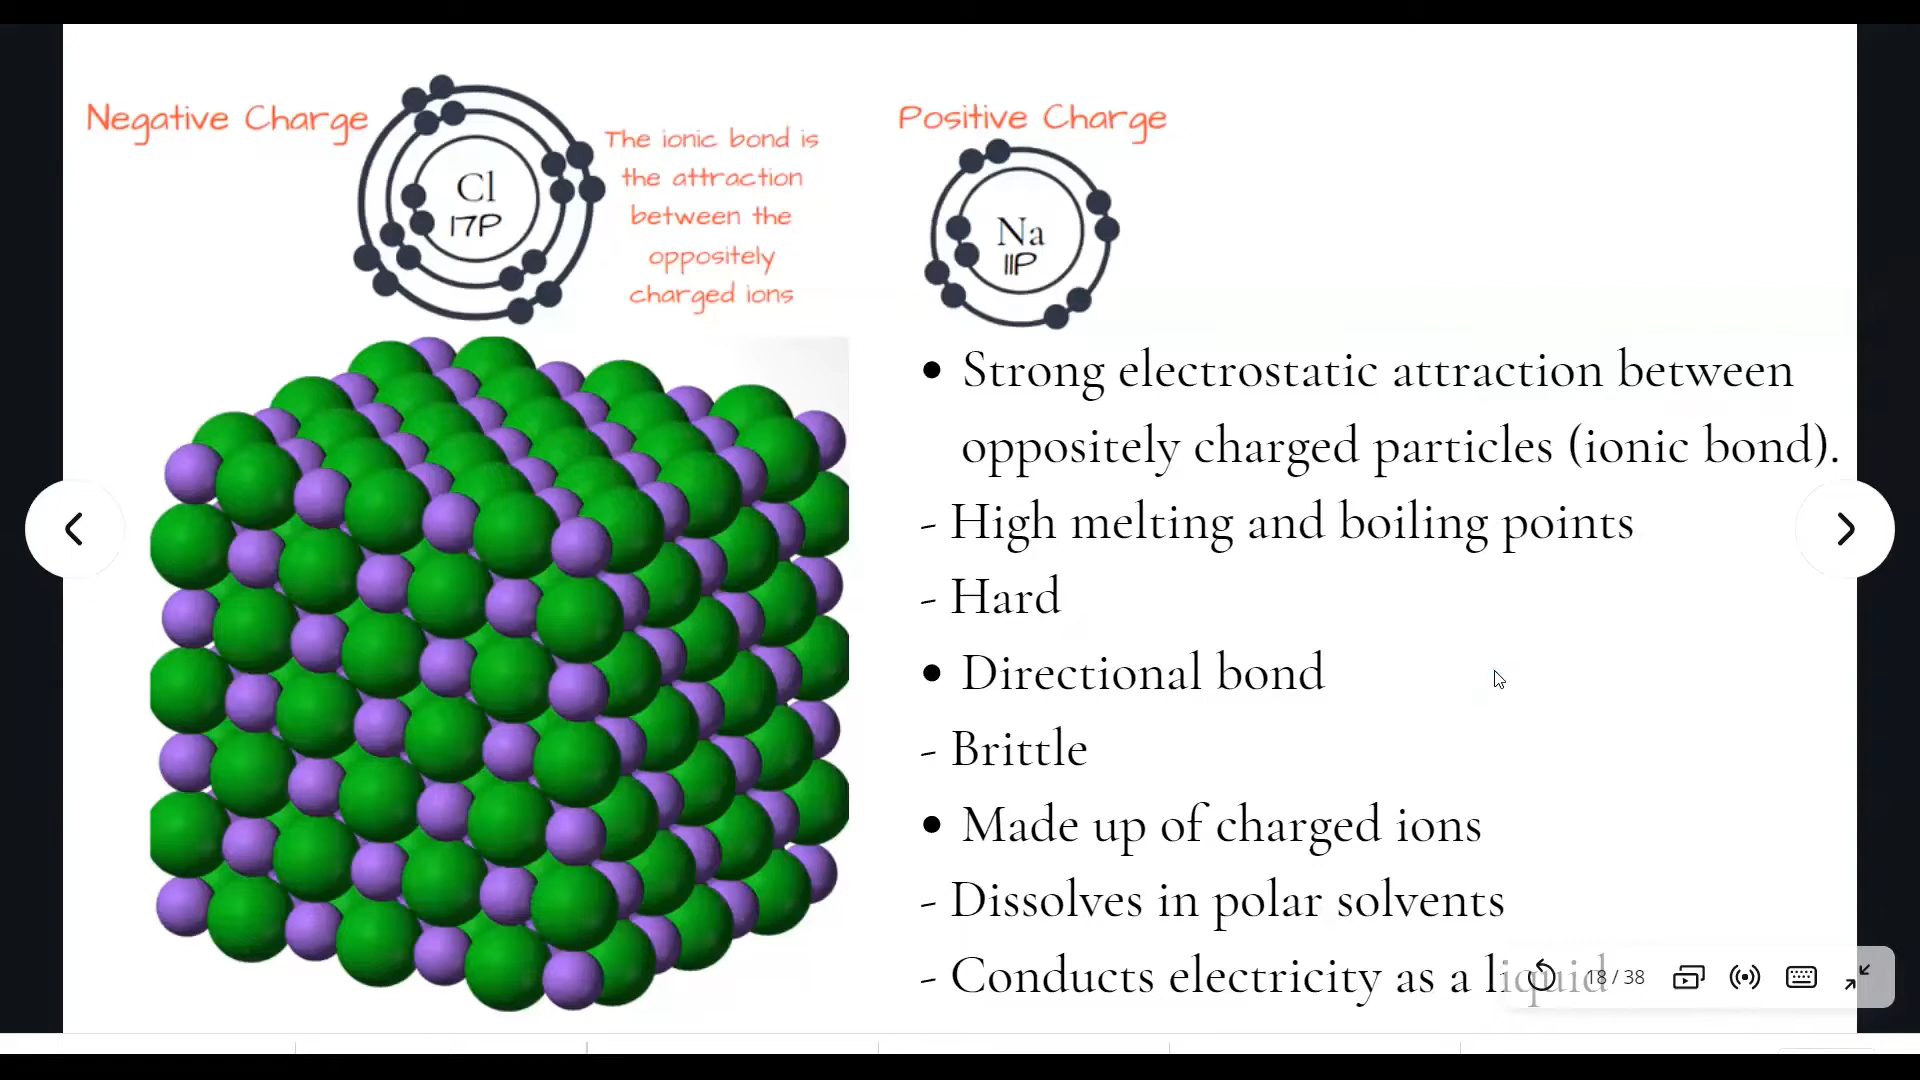 Negative Charge
Cl
17P
The ionic bond is
the attraction
between the
oppositely
charged ions
Positive Charge
Na
11P
• Strong electrostatic attraction between
oppositely charged particles (ionic bond).
- High melting and boiling points
- Hard
• Directional bond
- Brittle
• Made up of charged ions
- Dissolves in polar solvents
- Conducts electricity as a liquid
18 / 38